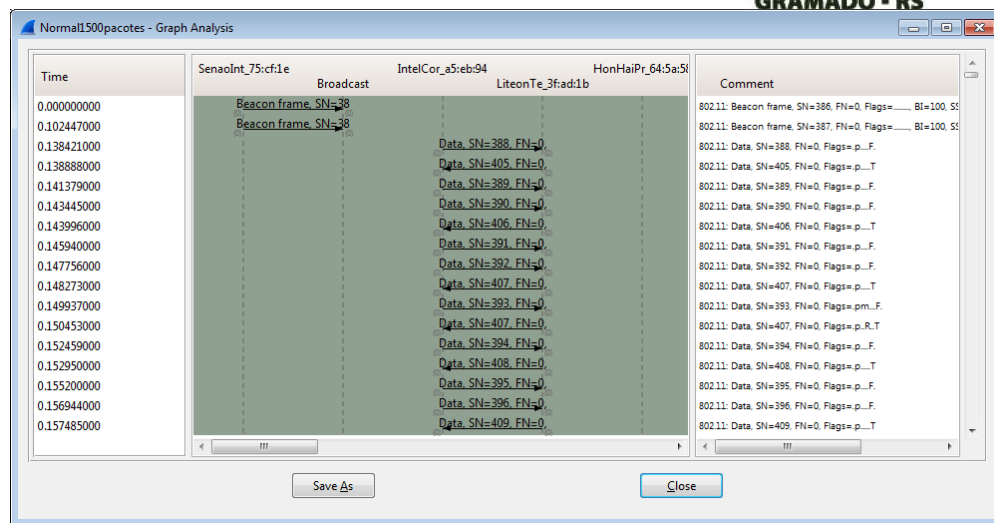 GRAMADO - RS
Normal1500pacotes - Graph Analysis
Time
SenaoInt_75:cf:1e IntelCor_a5:eb:94 HonHaiPr_64:5a:58
Broadcast LiteonTe_3f:ad:1b
Comment
0.000000000 Beacon frame, SN=38 802.11: Beacon frame, SN=386, FN=0, Flags=........, BI=100, SS
0.102447000 Beacon frame, SN=38 802.11: Beacon frame, SN=387, FN=0, Flags=........, BI=100, SS
0.138421000 Data, SN=388, FN=0, 802.11: Data, SN=388, FN=0, Flags=.p....F.
0.138888000 Data, SN=405, FN=0, 802.11: Data, SN=405, FN=0, Flags=.p.....T
0.141379000 Data, SN=389, FN=0, 802.11: Data, SN=389, FN=0, Flags=.p....F.
0.143445000 Data, SN=390, FN=0, 802.11: Data, SN=390, FN=0, Flags=.p....F.
0.143996000 Data, SN=406, FN=0, 802.11: Data, SN=406, FN=0, Flags=.p.....T
0.145940000 Data, SN=391, FN=0, 802.11: Data, SN=391, FN=0, Flags=.p....F.
0.147756000 Data, SN=392, FN=0, 802.11: Data, SN=392, FN=0, Flags=.p....F.
0.148273000 Data, SN=407, FN=0, 802.11: Data, SN=407, FN=0, Flags=.p.....T
0.149937000 Data, SN=393, FN=0, 802.11: Data, SN=393, FN=0, Flags=.pm...F.
0.150453000 Data, SN=407, FN=0, 802.11: Data, SN=407, FN=0, Flags=.p..R..T
0.152459000 Data, SN=394, FN=0, 802.11: Data, SN=394, FN=0, Flags=.p....F.
0.152950000 Data, SN=408, FN=0, 802.11: Data, SN=408, FN=0, Flags=.p.....T
0.155200000 Data, SN=395, FN=0, 802.11: Data, SN=395, FN=0, Flags=.p....F.
0.156944000 Data, SN=396, FN=0, 802.11: Data, SN=396, FN=0, Flags=.p....F.
0.157485000 Data, SN=409, FN=0, 802.11: Data, SN=409, FN=0, Flags=.p.....T
Save As Close